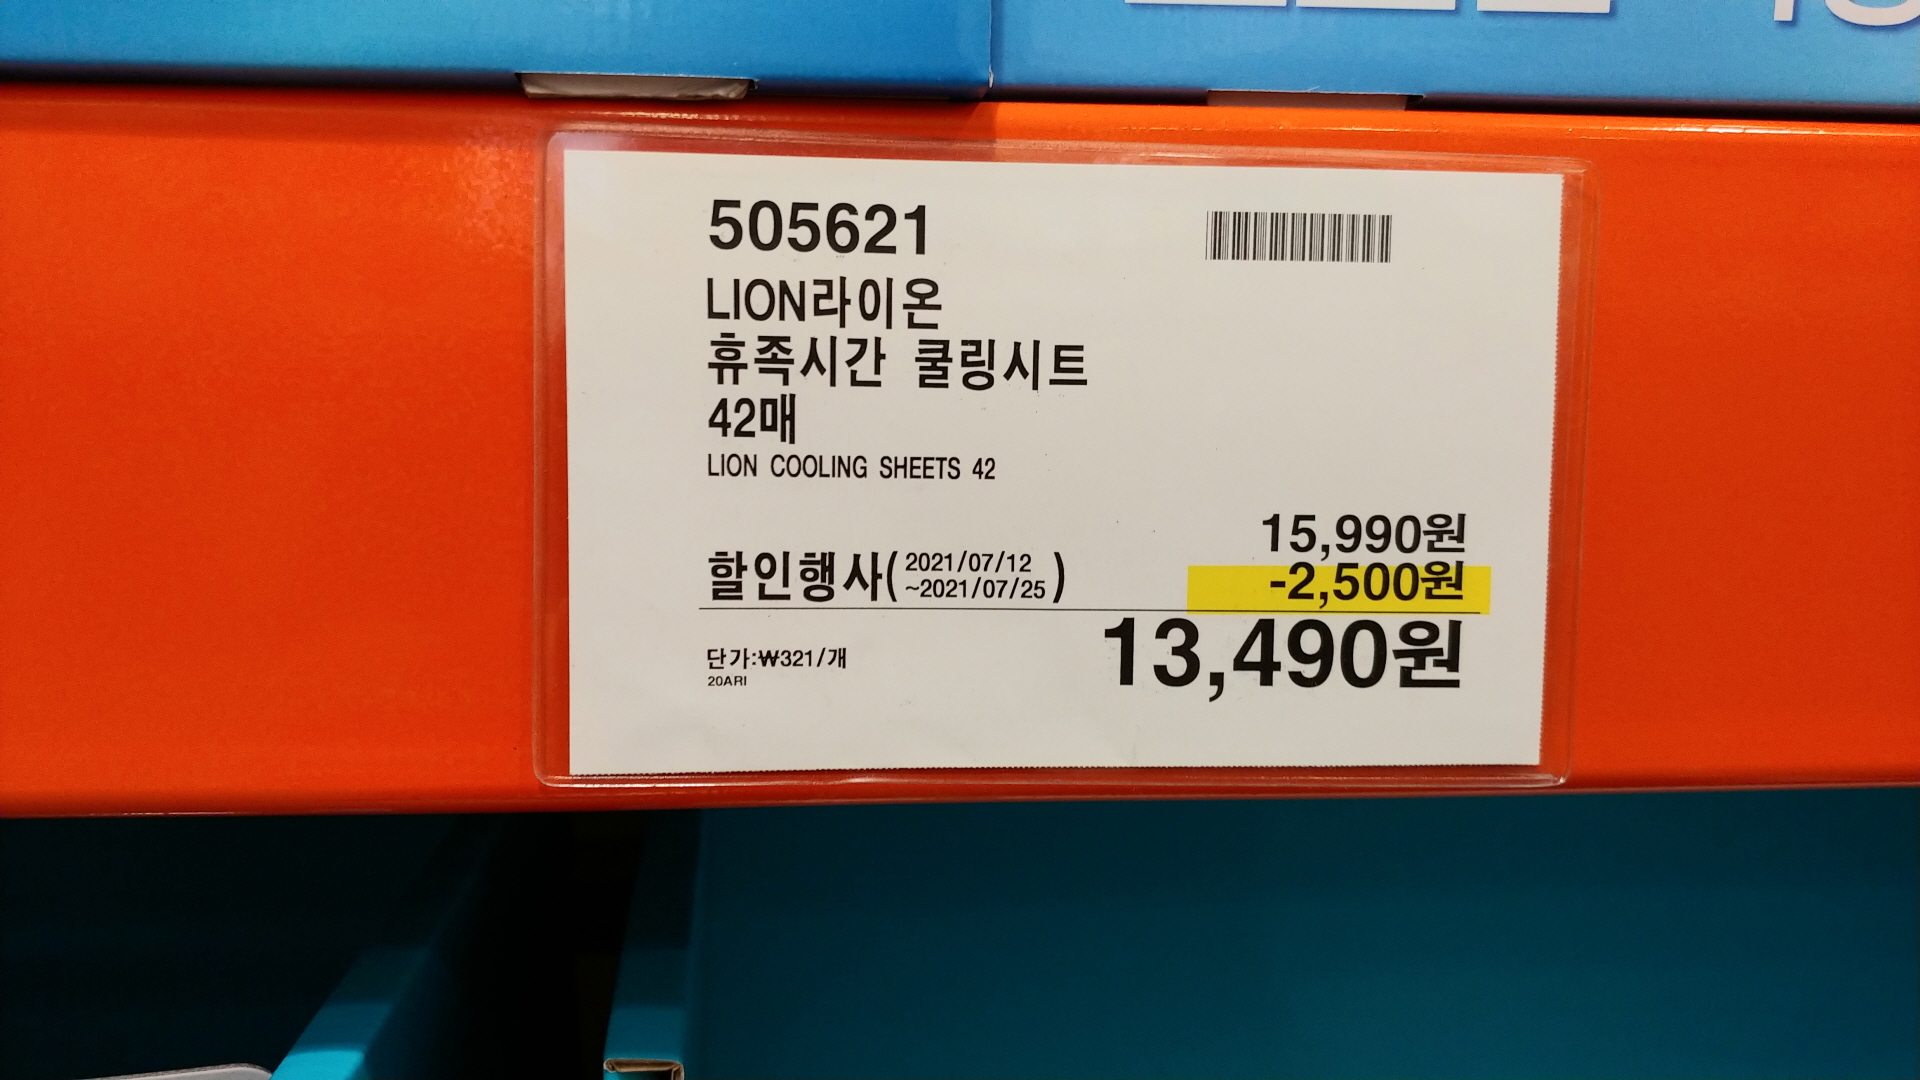 505621
LION라이온
휴족시간 쿨링시트
42매
LION COOLING SHEETS 42
15,990원
할인행사(2021/07/12
~2021/07/25)
-2,500원
13,490원
단가:₩321/개
20ARI